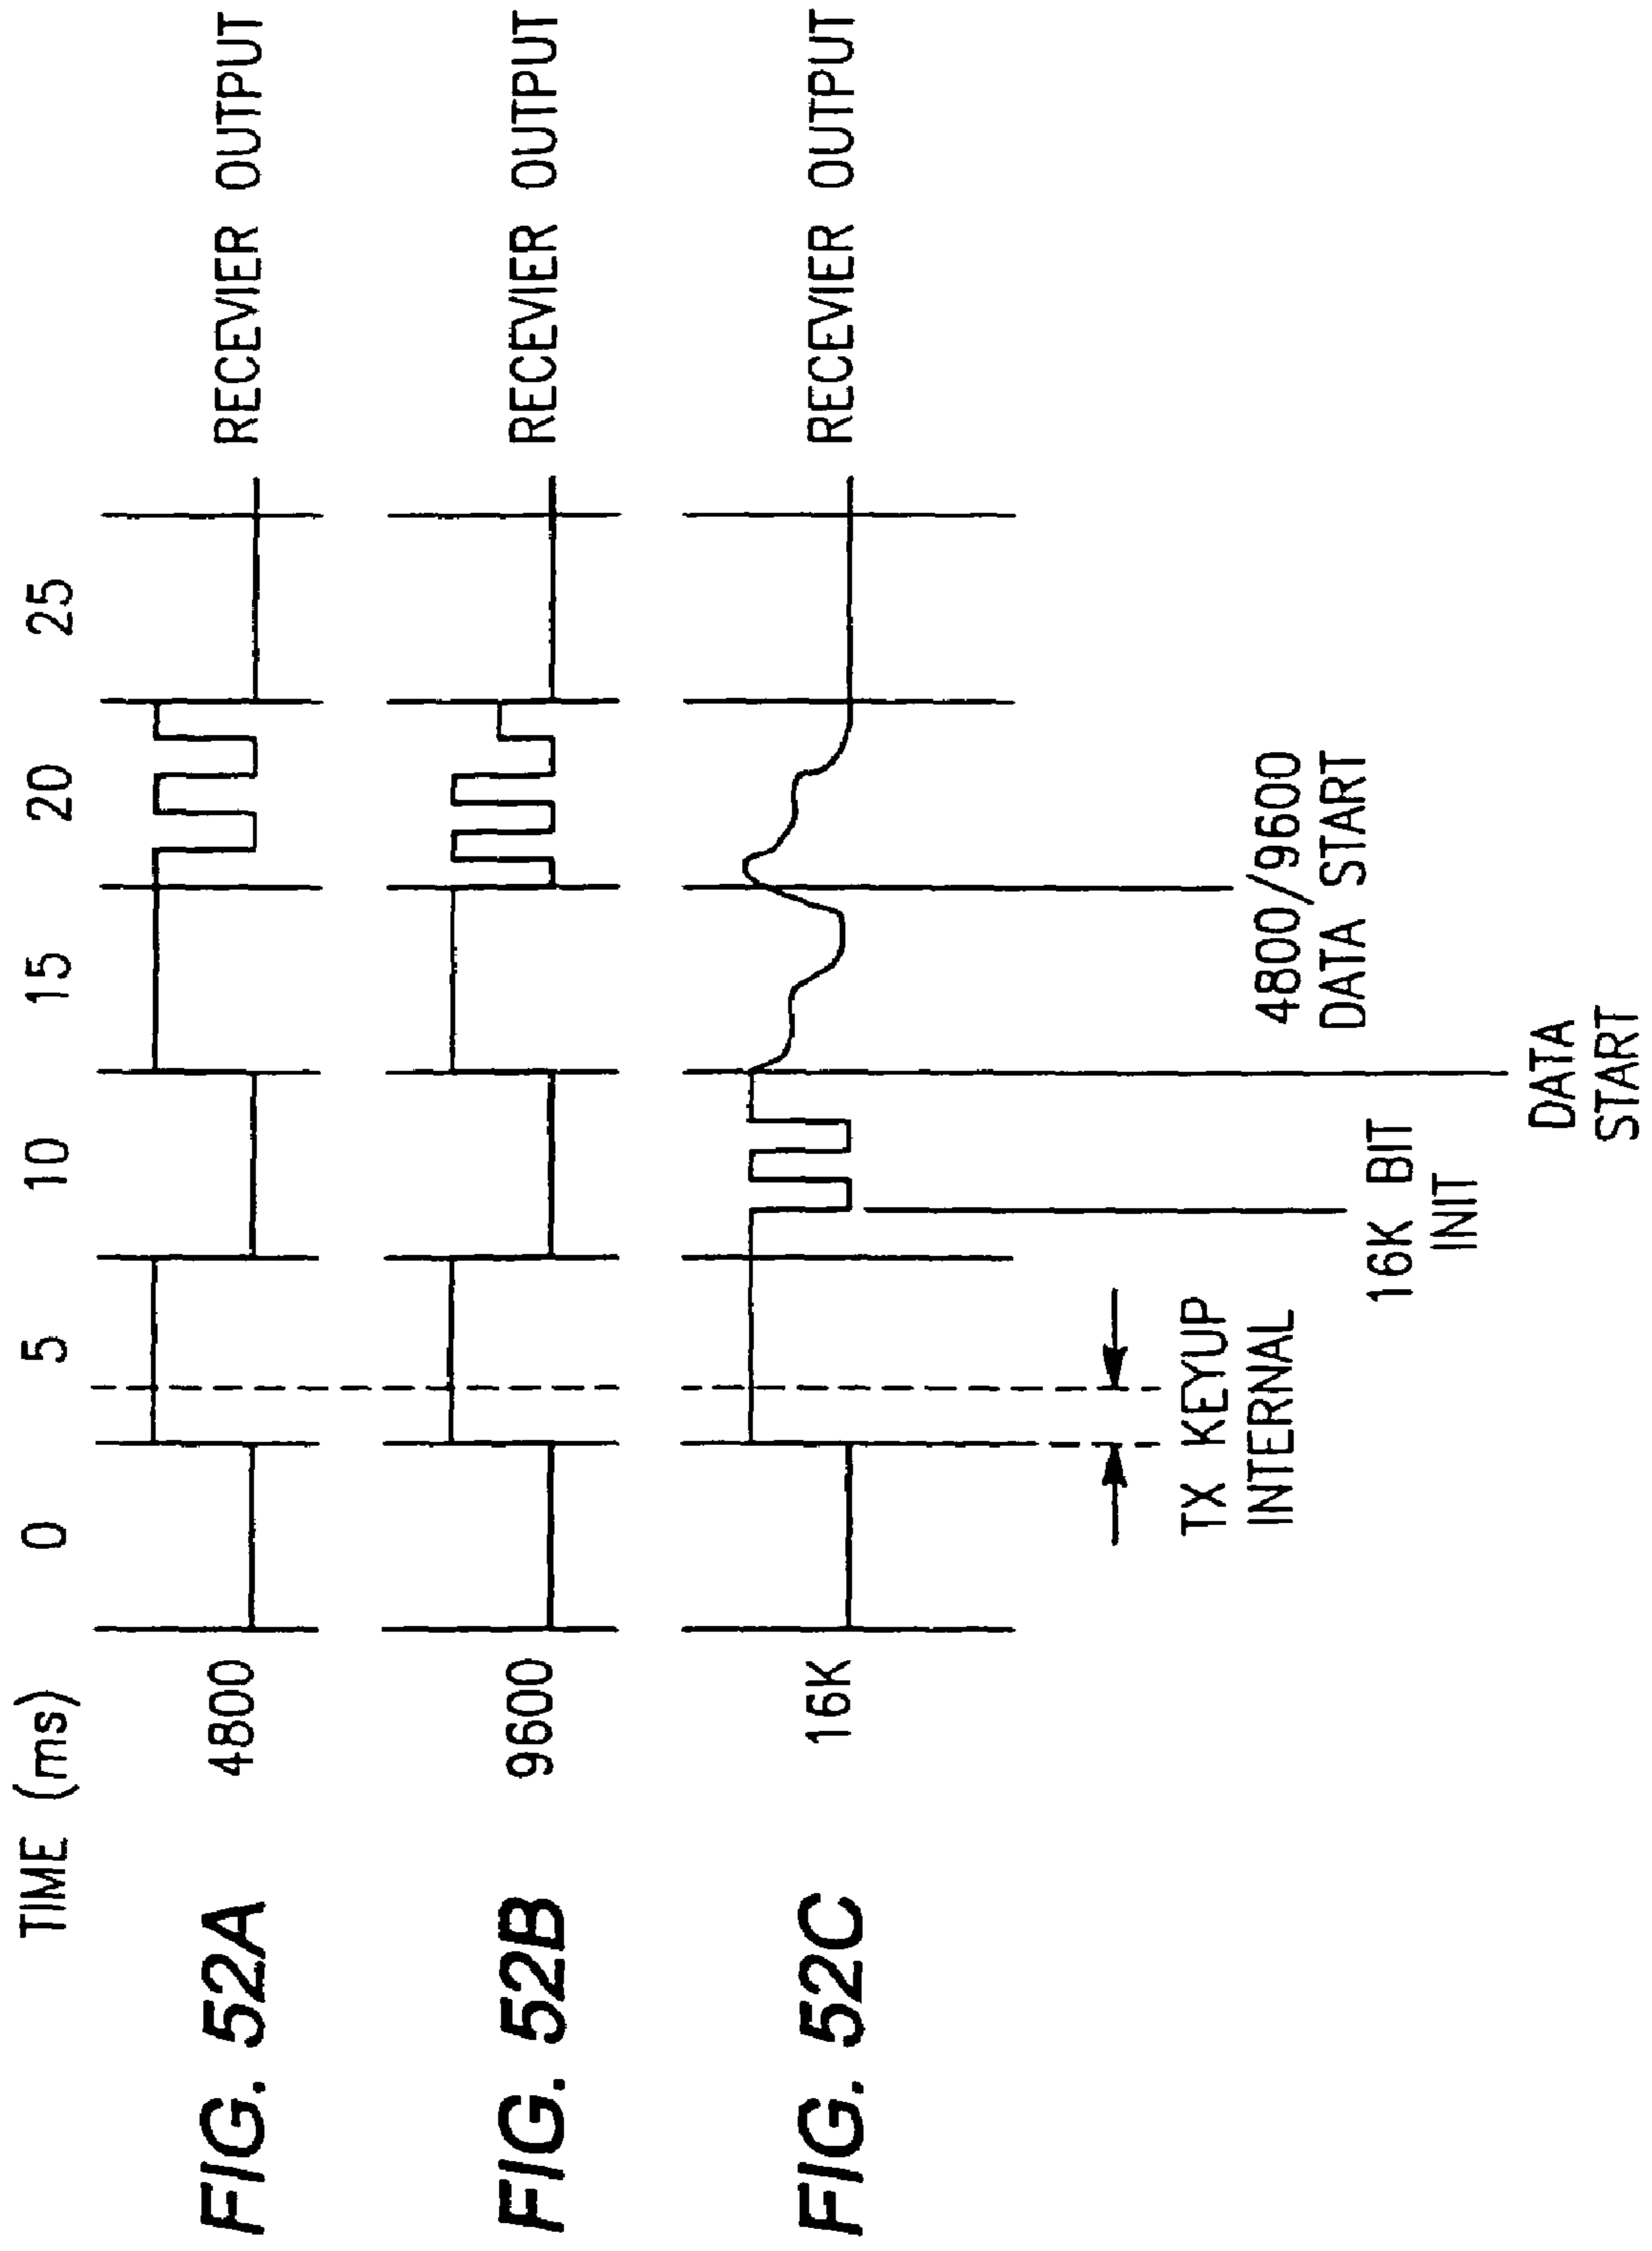 TIME (ms) 0 5 10 15 20 25
FIG. 52A 4800 RECEVIER OUTPUT
FIG. 52B 9600 RECEVIER OUTPUT
FIG. 52C 16K RECEVIER OUTPUT
TX KEYUP
INTERNAL
4800/9600
DATA START
16K BIT
INIT
DATA
START